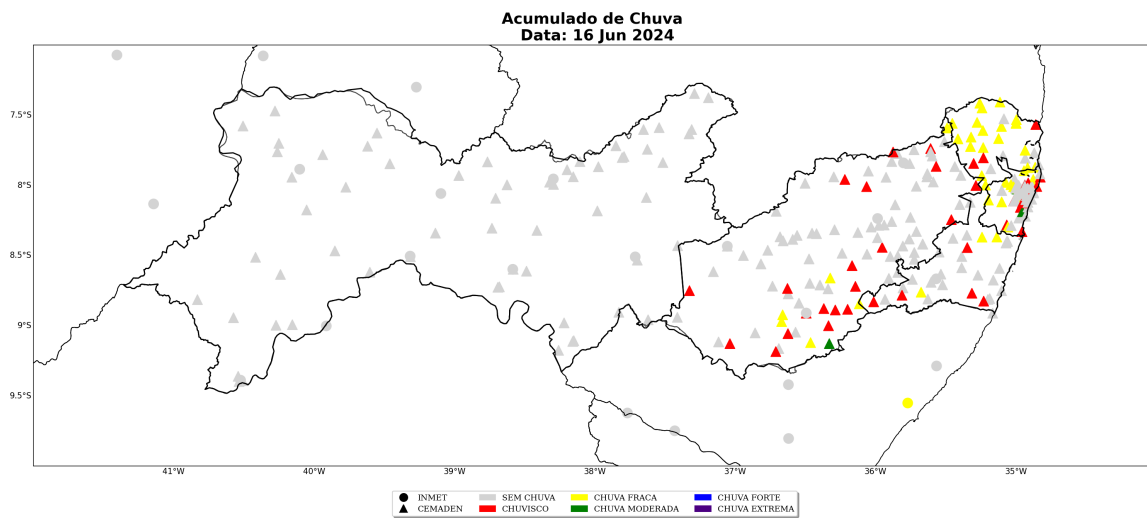 Acumulado de Chuva
Data: 16 Jun 2024
7.5°S
8°S
8.5°S
9°S
9.5°S
41°W 40°W 39°W 38°W 37°W 36°W 35°W
INMET SEM CHUVA CHUVA FRACA CHUVA FORTE
CEMADEN CHUVISCO CHUVA MODERADA CHUVA EXTREMA